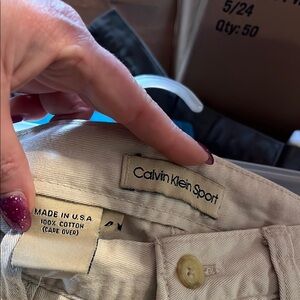 5/24
Qty: 50
Calvin Klein Sport
MADE IN U.S.A
100% COTTON
(CARE OVER)